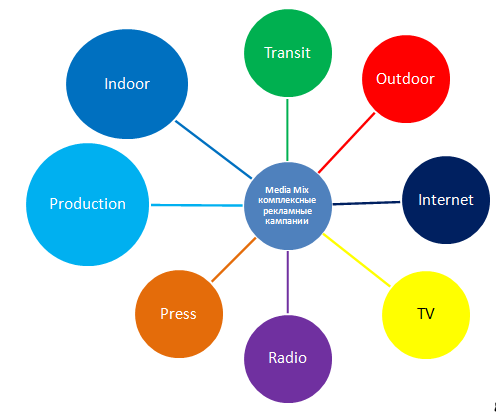 Transit
Outdoor
Indoor
Internet
Media Mix
комплексные
рекламные
кампании
Production
TV
Press
Radio